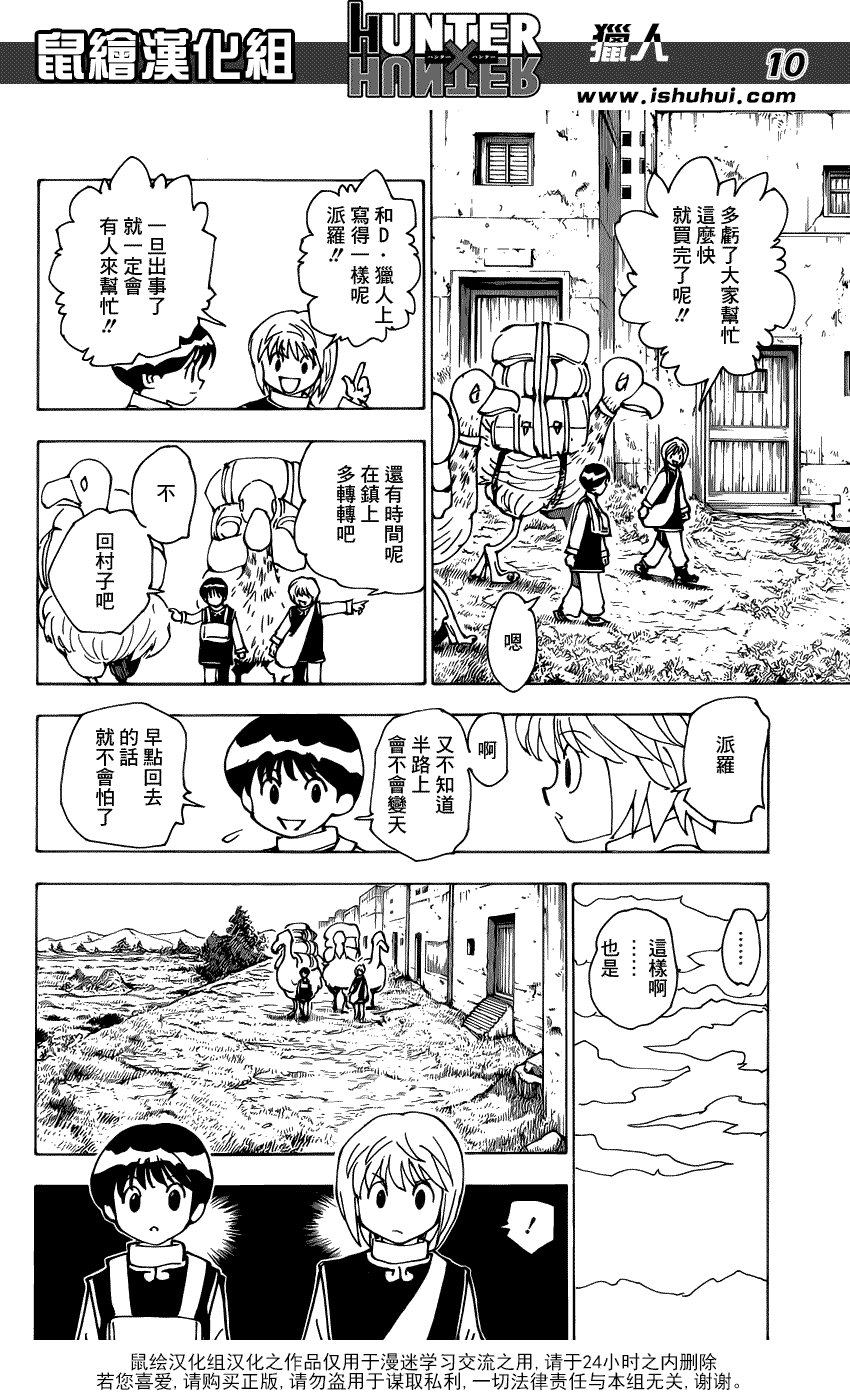 鼠繪漢化組
HUNTER
×
ハンター ハンター
HUNTER
獵人
10
www.ishuhui.com
多虧了大家幫忙
這麼快
就買完了呢!!
嗯
和D·獵人上
寫得一樣呢
派羅!!
一旦出事了
就一定會
有人來幫忙!!
還有時間呢
在鎮上
多轉轉吧
不
回村子吧
派羅
啊
又不知道
半路上
會不會變天
早點回去
的話
就不會怕了
……
這樣啊
……
也是
!
鼠绘汉化组汉化之作品仅用于漫迷学习交流之用,请于24小时之内删除
若您喜爱,请购买正版,请勿盗用于谋取私利,一切法律责任与本组无关,谢谢。